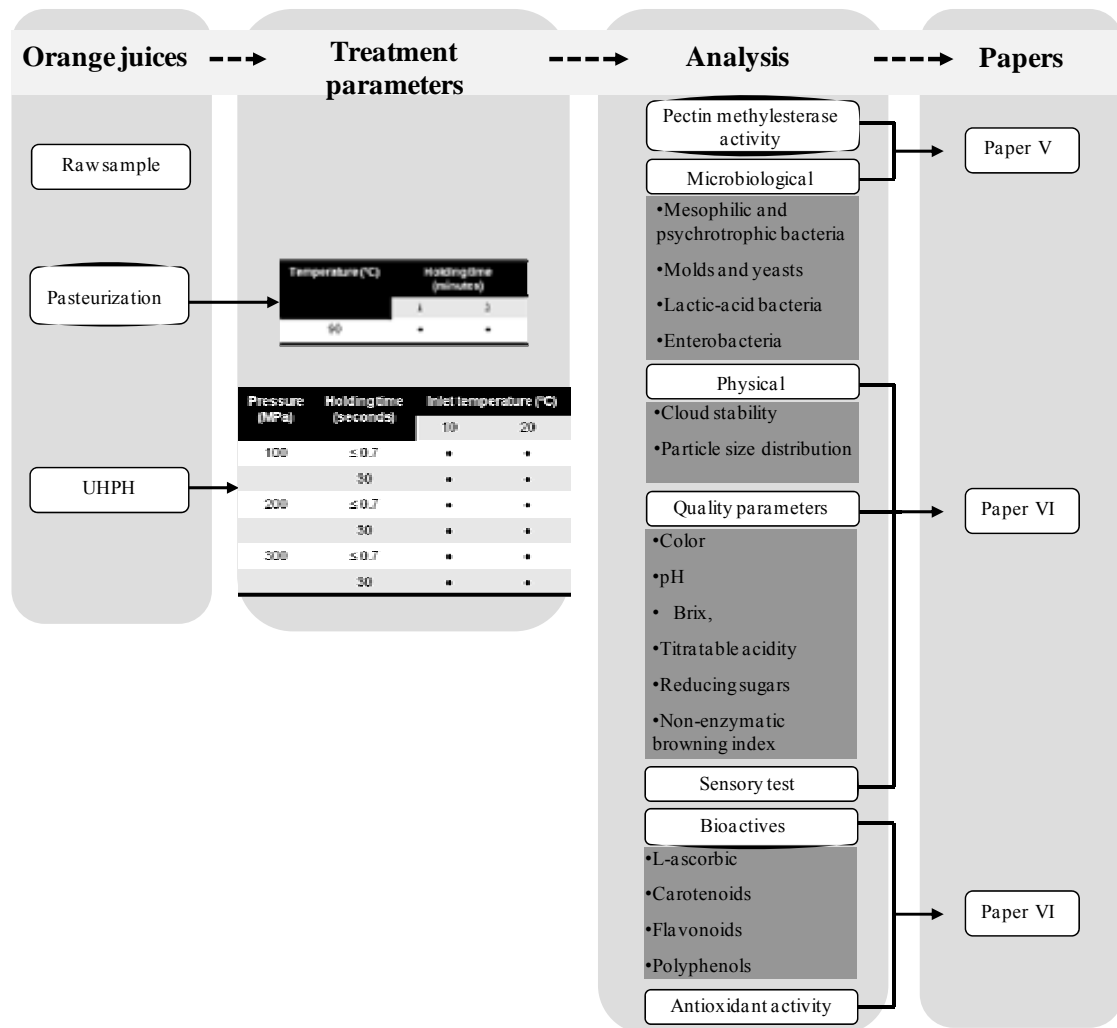 Orange juices
Treatment
parameters
Analysis
Papers
Raw sample
Pasteurization
UHPH
Temperature (ºC)
Holding time
(minutes)
90
Pressure
(MPa)
Holding time
(seconds)
Inlet temperature (ºC)
10
20
100
≤ 0.7
•
•
30
•
•
200
≤ 0.7
•
•
30
•
•
300
≤ 0.7
•
•
30
•
•
Pectin methylesterase
activity
Microbiological
•Mesophilic and
psychrotrophic bacteria
•Molds and yeasts
•Lactic-acid bacteria
•Enterobacteria
Physical
•Cloud stability
•Particle size distribution
Quality parameters
•Color
•pH
• Brix,
•Titratable acidity
•Reducing sugars
•Non-enzymatic
browning index
Sensory test
Bioactives
•L-ascorbic
•Carotenoids
•Flavonoids
•Polyphenols
Antioxidant activity
Paper V
Paper VI
Paper VI